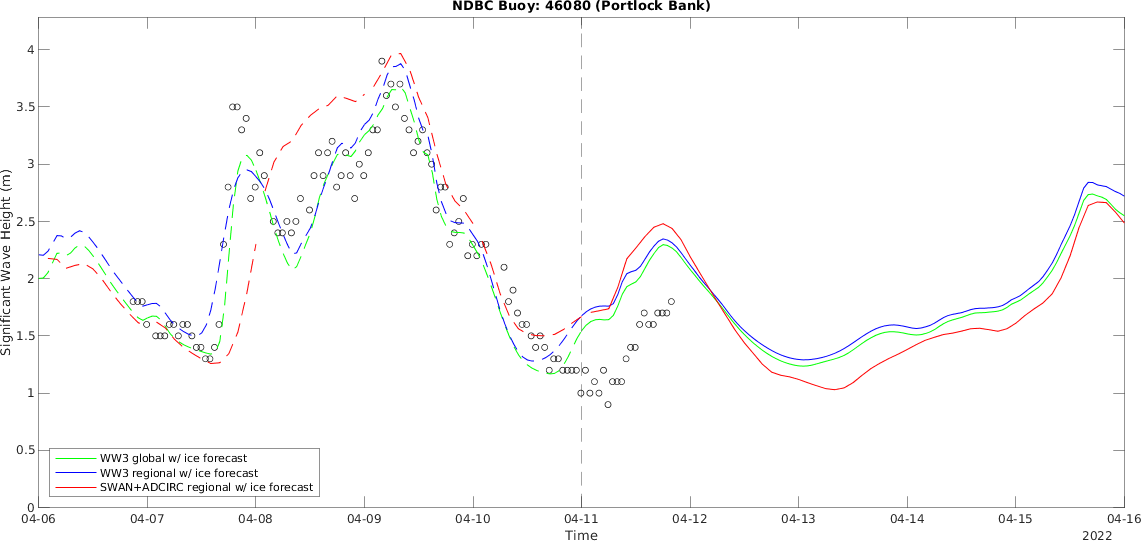 NDBC Buoy: 46080 (Portlock Bank)
Significant Wave Height (m)
4
3.5
3
2.5
2
1.5
1
0.5
0
WW3 global w/ ice forecast
WW3 regional w/ ice forecast
SWAN+ADCIRC regional w/ ice forecast
04-06 04-07 04-08 04-09 04-10 04-11 04-12 04-13 04-14 04-15 04-16
Time
2022